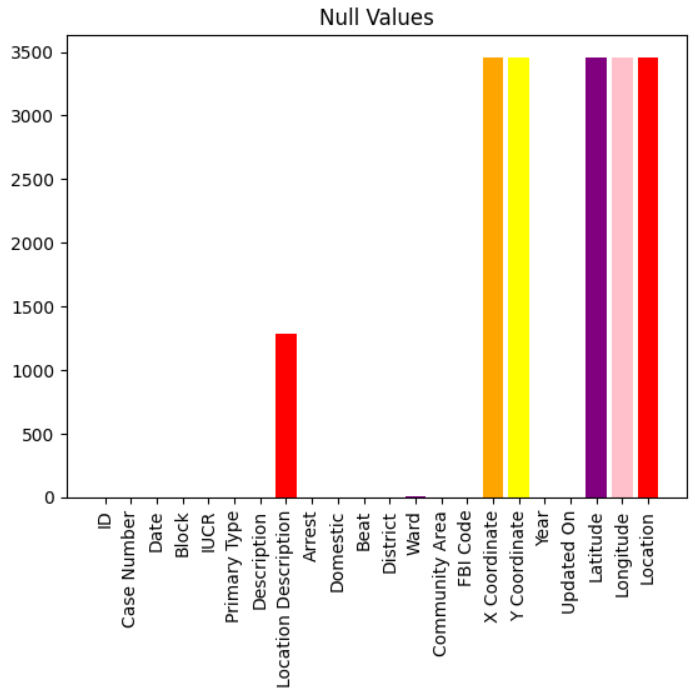 Null Values
3500
3000
2500
2000
1500
1000
500
0
ID
Case Number
Date
Block
IUCR
Primary Type
Description
Location Description
Arrest
Domestic
Beat
District
Ward
Community Area
FBI Code
X Coordinate
Y Coordinate
Year
Updated On
Latitude
Longitude
Location